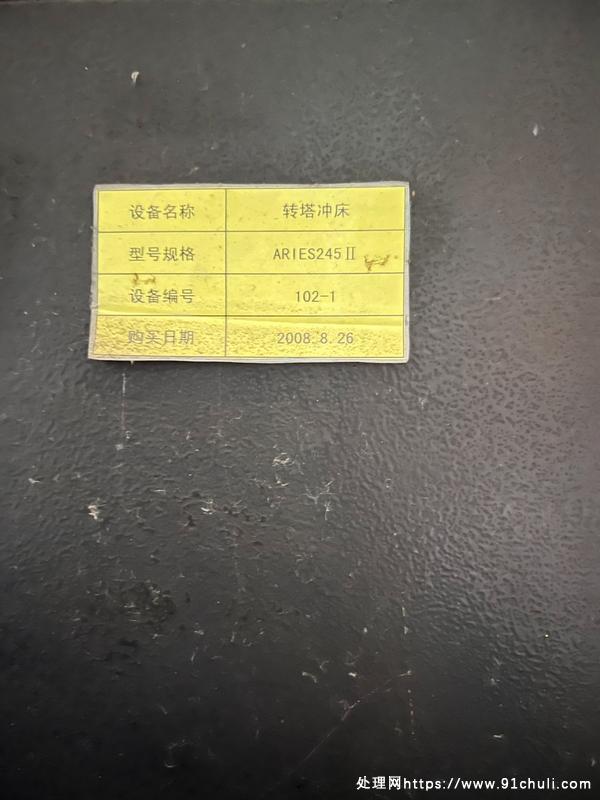 设备名称 转塔冲床
型号规格 ARIES245Ⅱ
设备编号 102-1
购买日期 2008.8.26
处理网https://www.91chuli.com